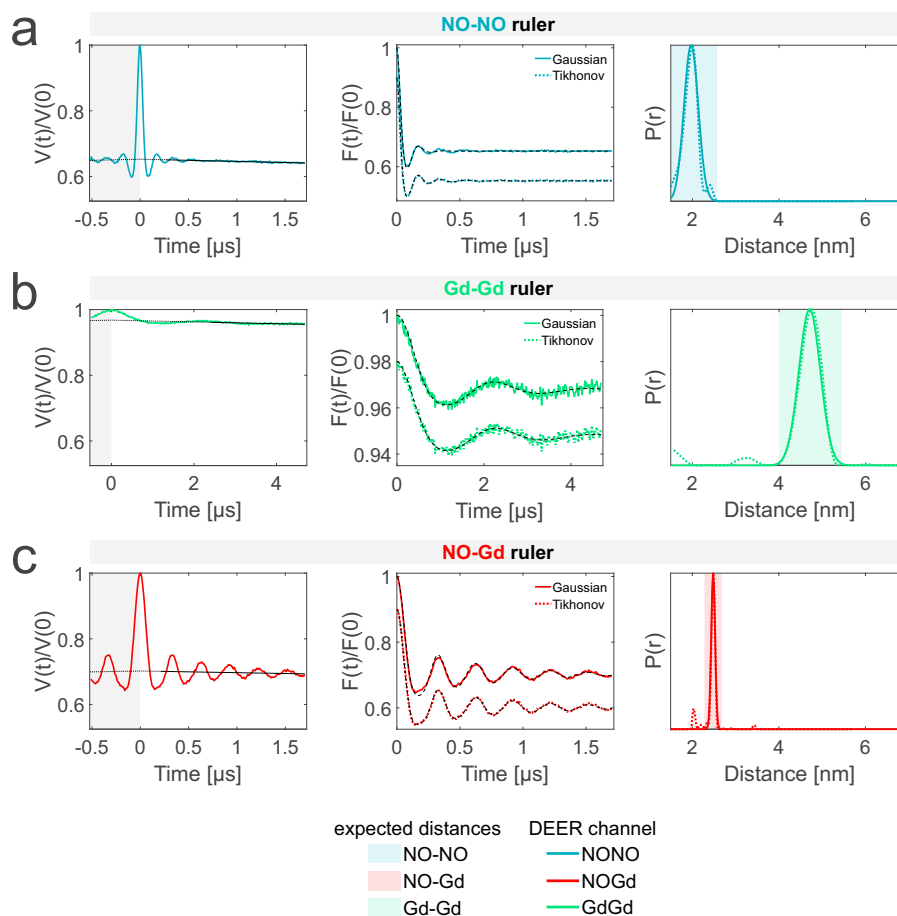 a
NO-NO ruler
V(t)/V(0)
1
0.8
0.6
-0.5 0 0.5 1 1.5
Time [µs]
F(t)/F(0)
1
0.8
0.6
0 0.5 1 1.5
Time [µs]
Gaussian
Tikhonov
P(r)
2 4 6
Distance [nm]
b
Gd-Gd ruler
V(t)/V(0)
1
0.8
0.6
0 2 4
Time [µs]
F(t)/F(0)
1
0.98
0.96
0.94
0 2 4
Time [µs]
Gaussian
Tikhonov
P(r)
2 4 6
Distance [nm]
c
NO-Gd ruler
V(t)/V(0)
1
0.8
0.6
-0.5 0 0.5 1 1.5
Time [µs]
F(t)/F(0)
1
0.8
0.6
0 0.5 1 1.5
Time [µs]
Gaussian
Tikhonov
P(r)
2 4 6
Distance [nm]
expected distances
NO-NO
NO-Gd
Gd-Gd
DEER channel
NONO
NOGd
GdGd